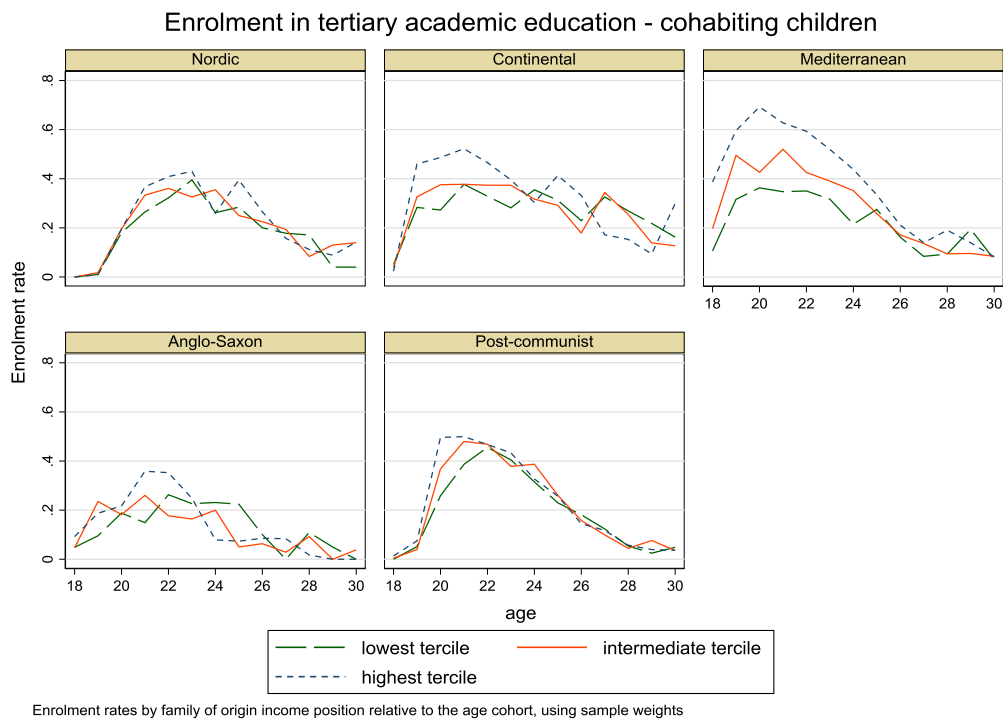 Enrolment in tertiary academic education - cohabiting children
Nordic
Continental
Mediterranean
.8
.6
.4
.2
0
18 20 22 24 26 28 30
Enrolment rate
Anglo-Saxon
Post-communist
.8
.6
.4
.2
0
18 20 22 24 26 28 30
18 20 22 24 26 28 30
age
lowest tercile
intermediate tercile
highest tercile
Enrolment rates by family of origin income position relative to the age cohort, using sample weights